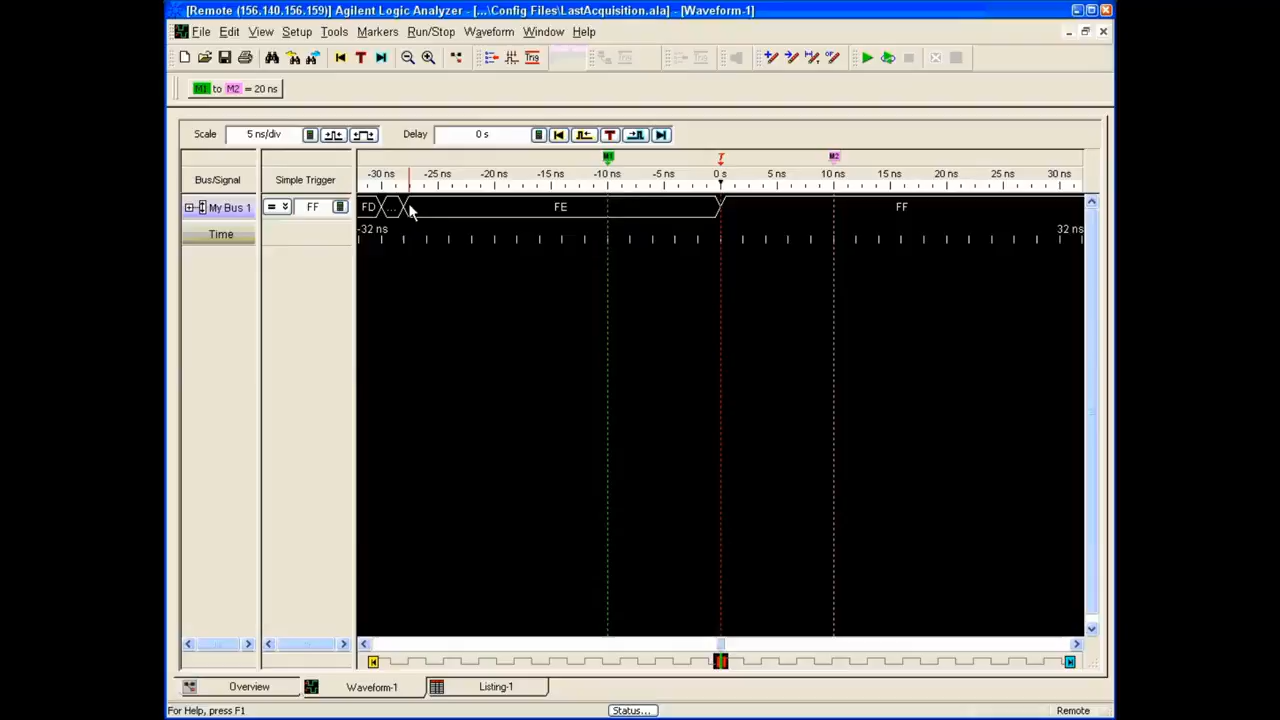 [Remote (156.140.156.159)] Agilent Logic Analyzer - [...\Config Files\LastAcquisition.ala] - [Waveform-1]
File Edit View Setup Tools Markers Run/Stop Waveform Window Help
T Trig Trig
M1 to M2 = 20 ns
Scale 5 ns/div Delay 0 s T
M1 T M2
Bus/Signal Simple Trigger -30 ns -25 ns -20 ns -15 ns -10 ns -5 ns 0 s 5 ns 10 ns 15 ns 20 ns 25 ns 30 ns
My Bus 1 = FF FD ... FE FF
Time -32 ns 32 ns
Overview Waveform-1 Listing-1
For Help, press F1 Status... Remote